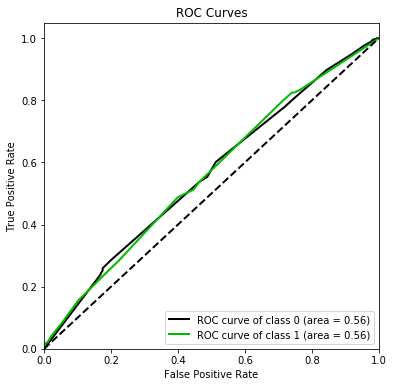 ROC Curves
1.0
0.8
0.6
0.4
0.2
0.0
True Positive Rate
ROC curve of class 0 (area = 0.56)
ROC curve of class 1 (area = 0.56)
0.0 0.2 0.4 0.6 0.8 1.0
False Positive Rate